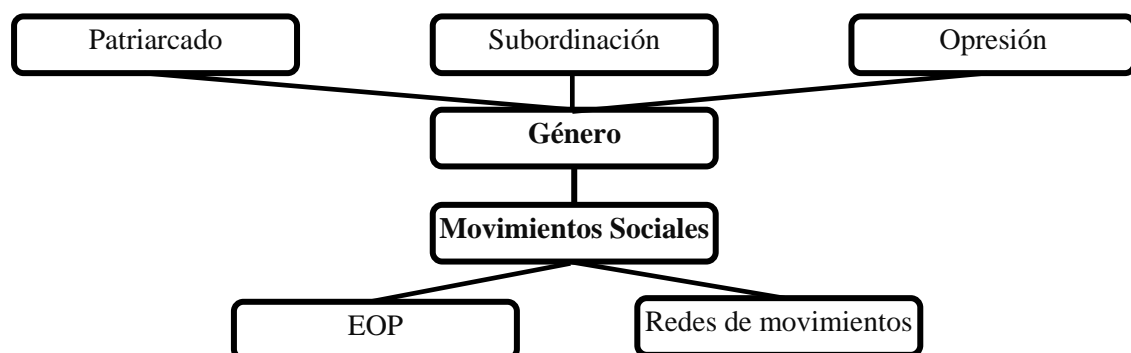 Patriarcado
Subordinación
Opresión
Género
Movimientos Sociales
EOP
Redes de movimientos